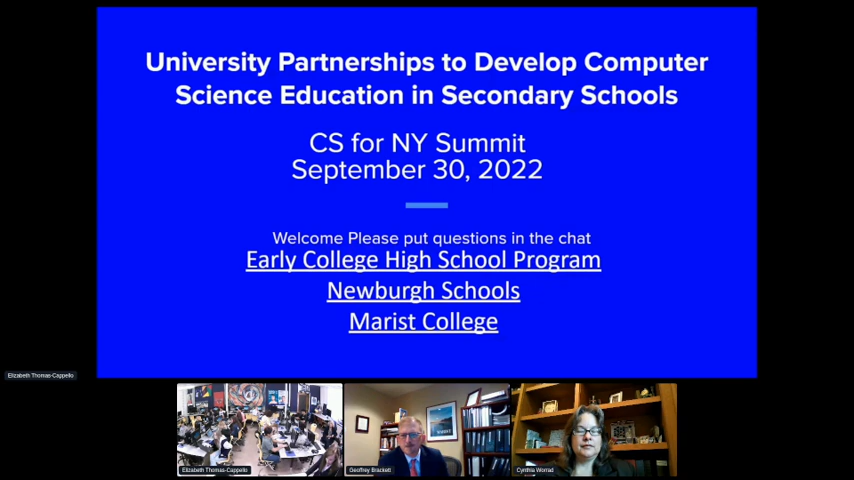 University Partnerships to Develop Computer
Science Education in Secondary Schools
CS for NY Summit
September 30, 2022
Welcome Please put questions in the chat
Early College High School Program
Newburgh Schools
Marist College
Elizabeth Thomas-Cappello
Elizabeth Thomas-Cappello
Geoffrey Brackett
Cynthia Worrad